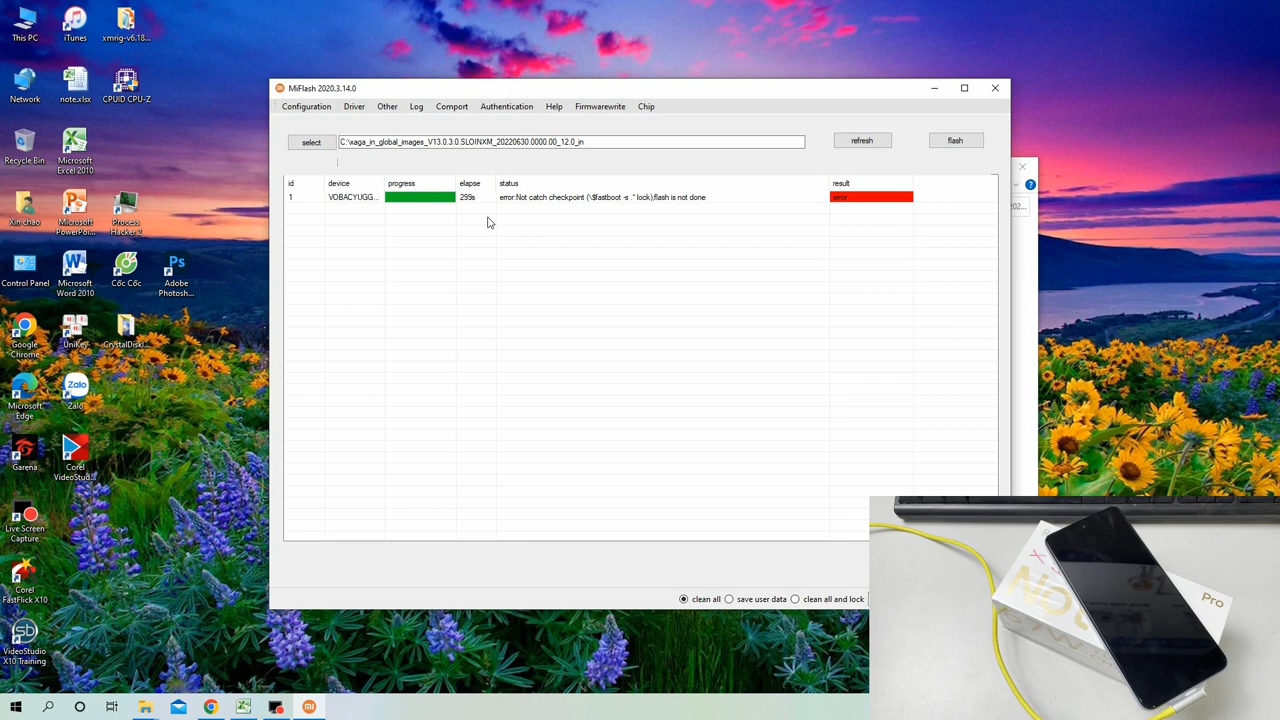 This PC
iTunes
xmrig-v6.18...
Network
note.xlsx
CPUID CPU-Z
Recycle Bin
Microsoft
Excel 2010
Xin chao
Microsoft
PowerPoi...
Process
Hacker 2
Control Panel
Microsoft
Word 2010
Cốc Cốc
Adobe
Photosh...
Google
Chrome
UniKey
CrystalDiskI...
Microsoft
Edge
Zalo
Garena
Corel
VideoStud...
Live Screen
Capture
Corel
FastFlick X10
VideoStudio
X10 Training
MiFlash 2020.3.14.0
Configuration Driver Other Log Comport Authentication Help Firmwarewrite Chip
select C:\xaga_in_global_images_V13.0.3.0.SLOINXM_20220630.0000.00_12.0_in refresh flash
id device progress elapse status result
1 VOBACYUGG... 299s error:Not catch checkpoint (\$fastboot -s .* lock),flash is not done error
202...
clean all save user data clean all and lock
Pro